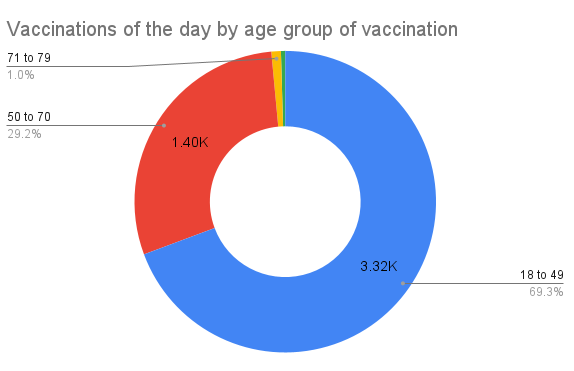 Vaccinations of the day by age group of vaccination
71 to 79
1.0%
50 to 70
29.2%
1.40K
3.32K
18 to 49
69.3%